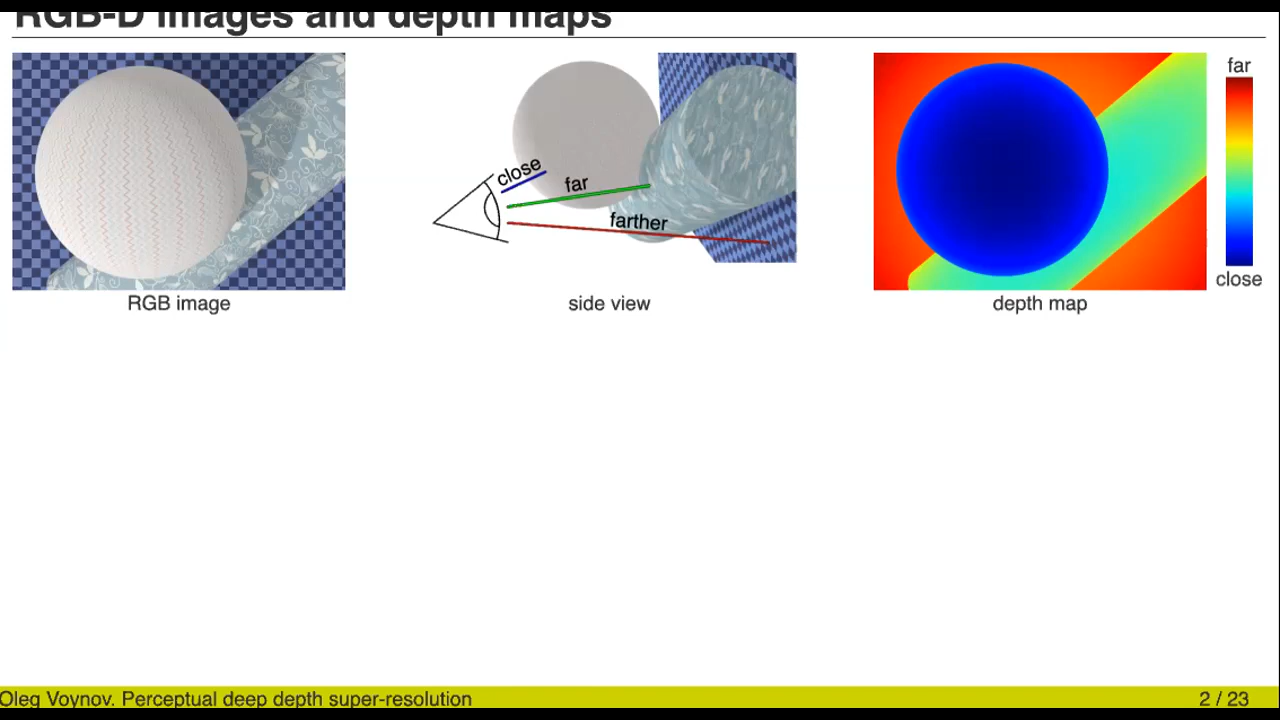 RGB-D images and depth maps
close
far
farther
far
close
RGB image
side view
depth map
Oleg Voynov. Perceptual deep depth super-resolution
2 / 23